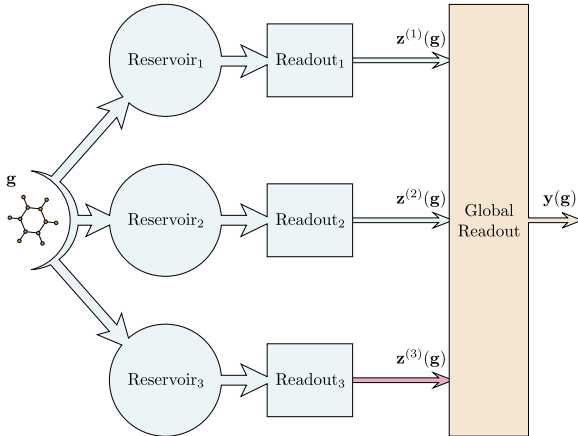 Reservoir₁
Readout₁
z⁽¹⁾(g)
g
Reservoir₂
Readout₂
z⁽²⁾(g)
Global
Readout
y(g)
Reservoir₃
Readout₃
z⁽³⁾(g)